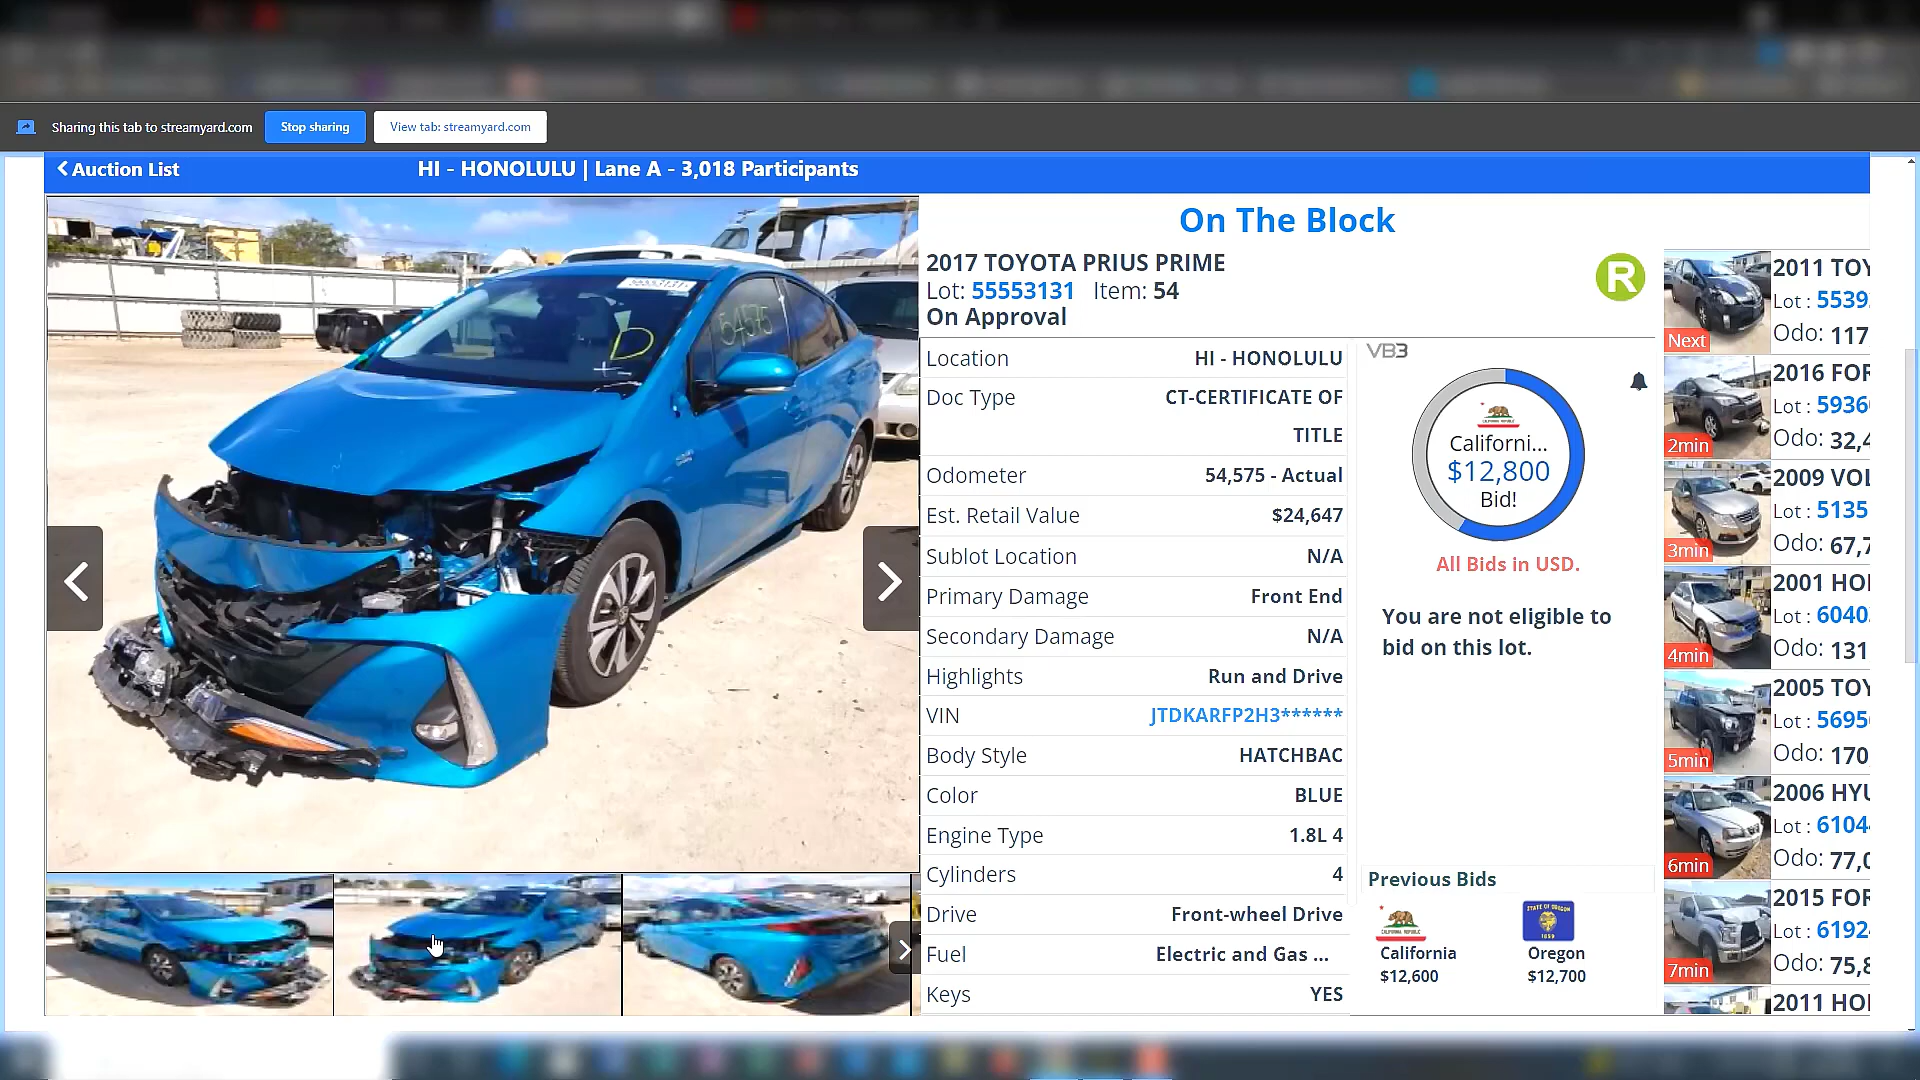 Sharing this tab to streamyard.com
Stop sharing
View tab: streamyard.com
Auction List
HI - HONOLULU | Lane A - 3,018 Participants
55553131
54575
D
On The Block
2017 TOYOTA PRIUS PRIME
R
Lot: 55553131 Item: 54
On Approval
Location HI - HONOLULU
Doc Type CT-CERTIFICATE OF
TITLE
Odometer 54,575 - Actual
Est. Retail Value $24,647
Sublot Location N/A
Primary Damage Front End
Secondary Damage N/A
Highlights Run and Drive
VIN JTDKARFP2H3******
Body Style HATCHBAC
Color BLUE
Engine Type 1.8L 4
Cylinders 4
Drive Front-wheel Drive
Fuel Electric and Gas ...
Keys YES
VB3
Californi...
$12,800
Bid!
All Bids in USD.
You are not eligible to
bid on this lot.
Previous Bids
California
$12,600
Oregon
$12,700
2011 TOY
Lot : 5539
Odo: 117
Next
2016 FOR
Lot : 5936
Odo: 32,4
2min
2009 VOL
Lot : 5135
Odo: 67,7
3min
2001 HO
Lot : 6040
Odo: 131
4min
2005 TOY
Lot : 5695
Odo: 170
5min
2006 HYU
Lot : 6104
Odo: 77,0
6min
2015 FOR
Lot : 6192
Odo: 75,8
7min
2011 HO